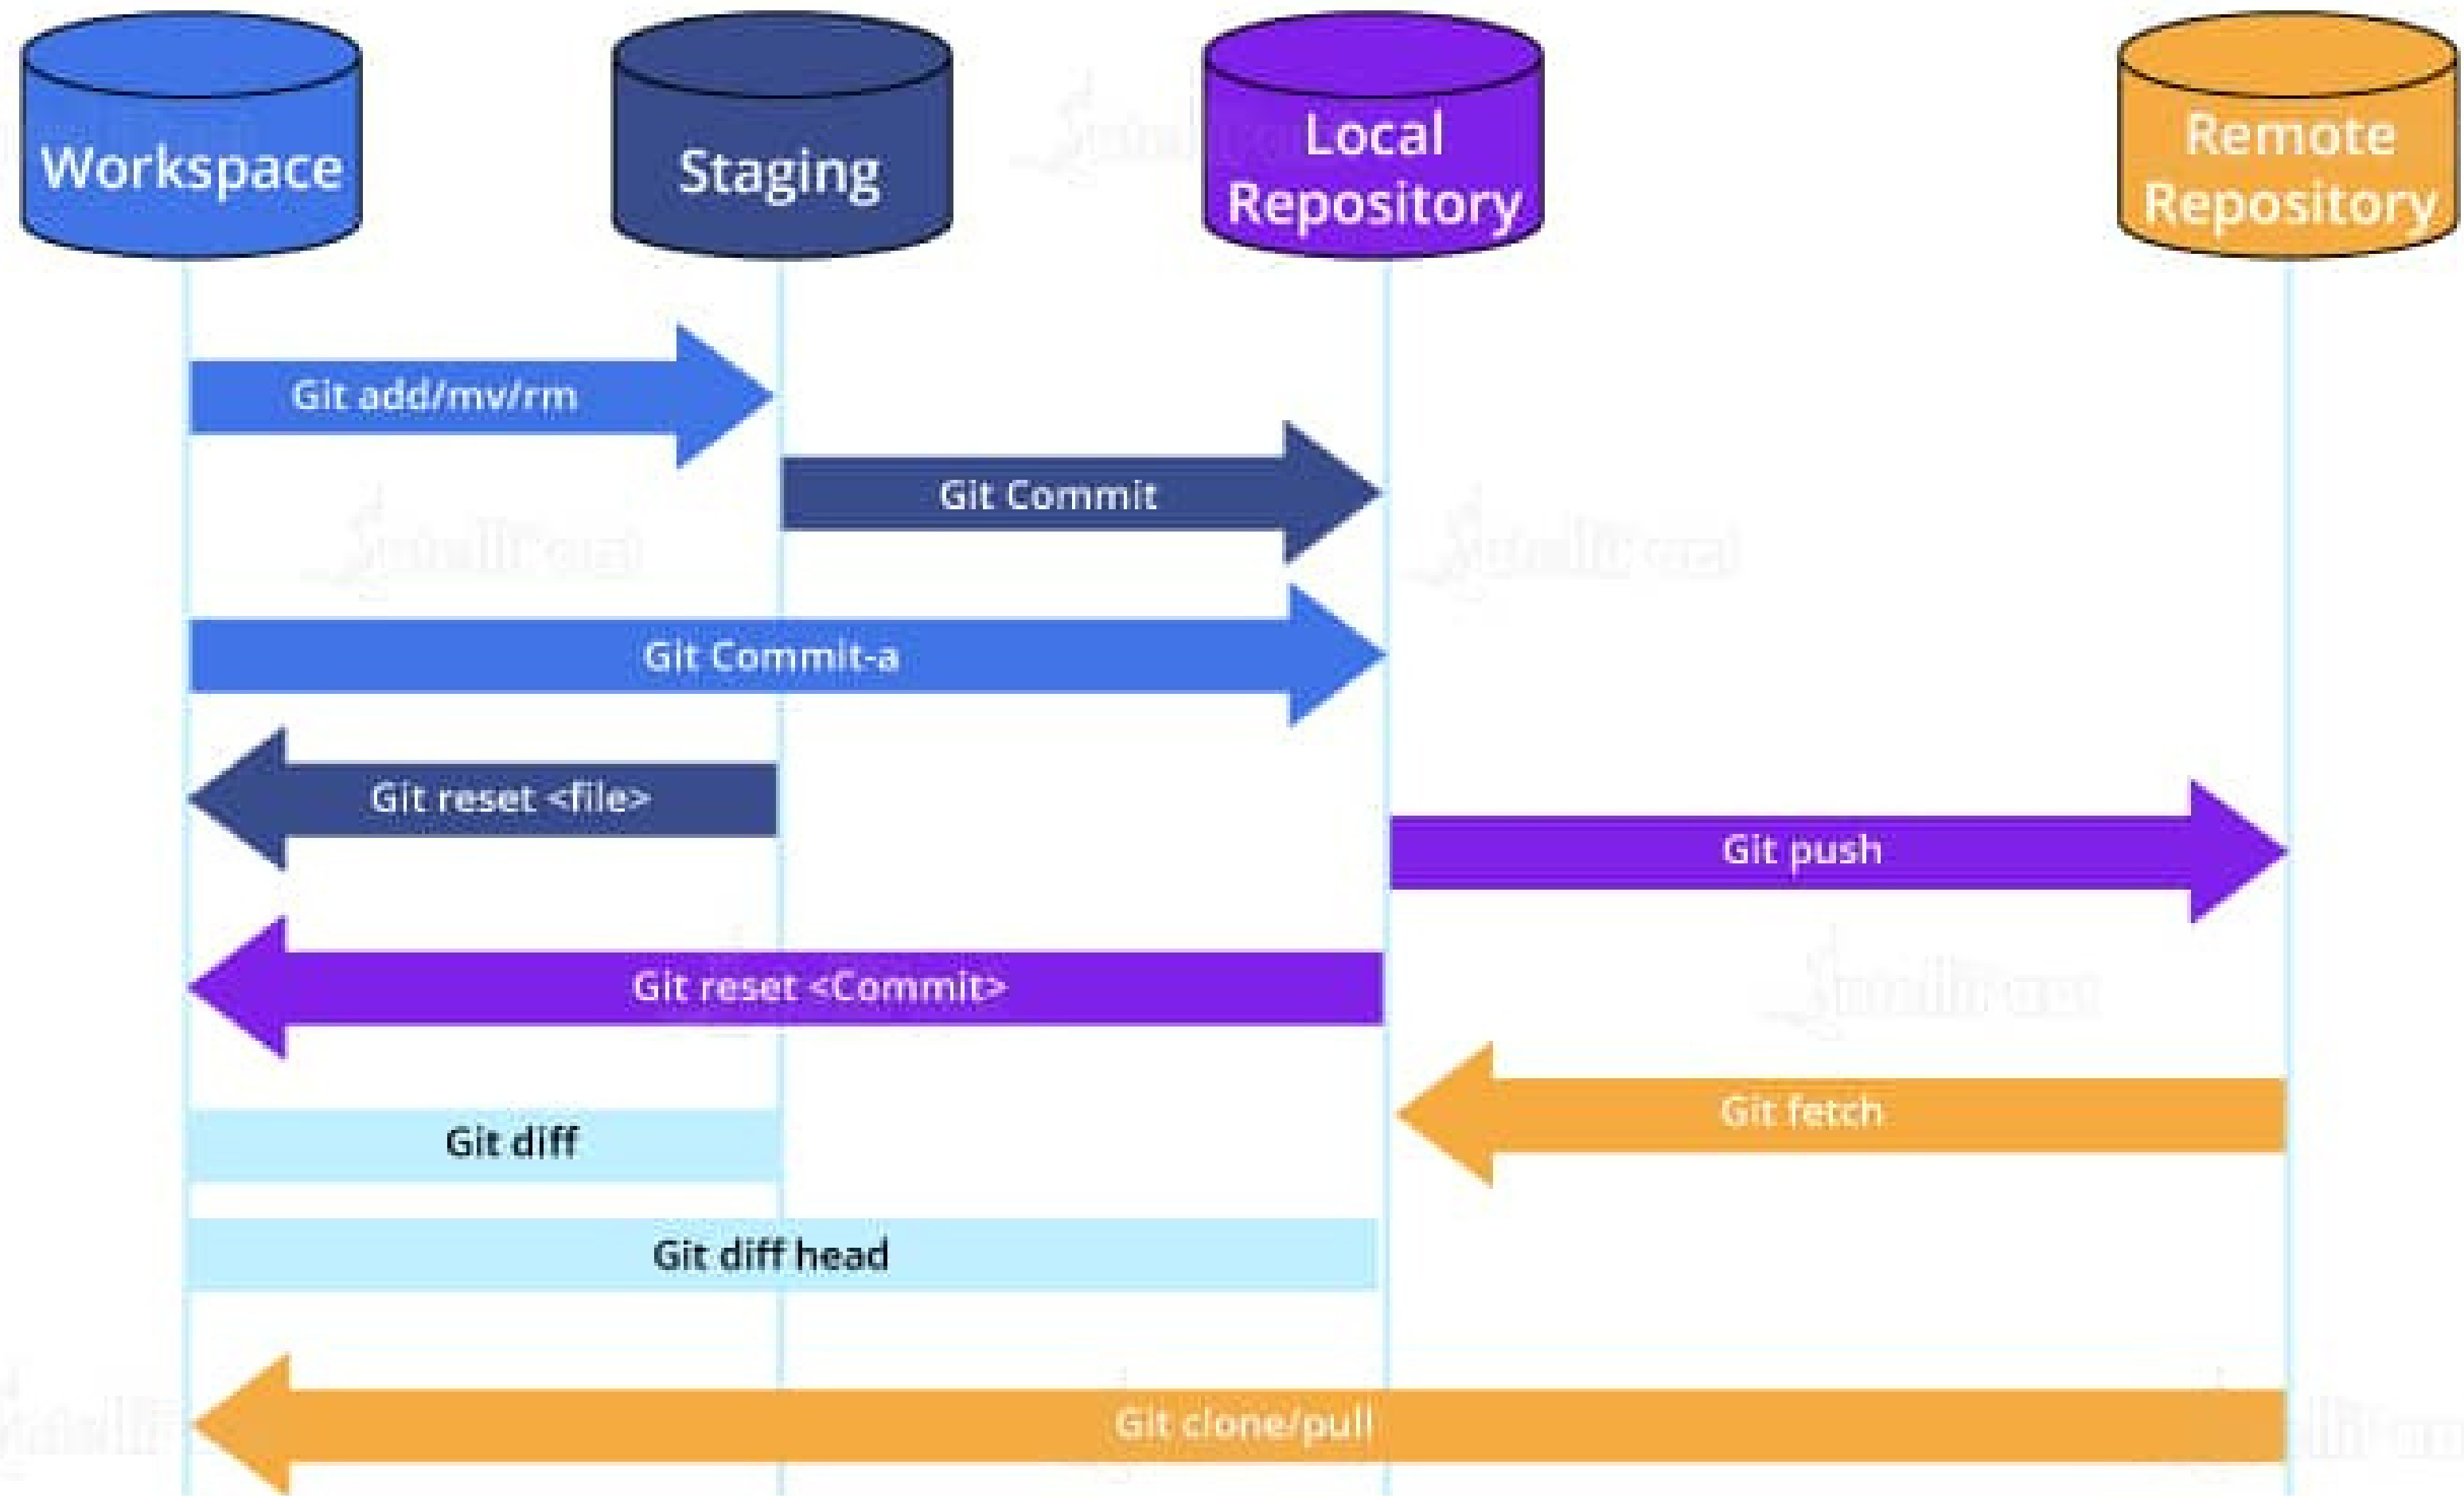 Workspace
Staging
Local
Repository
Remote
Repository
Git add/mv/rm
Git Commit
Git Commit-a
Git reset <file>
Git push
Git reset <Commit>
Git fetch
Git diff
Git diff head
Git clone/pull